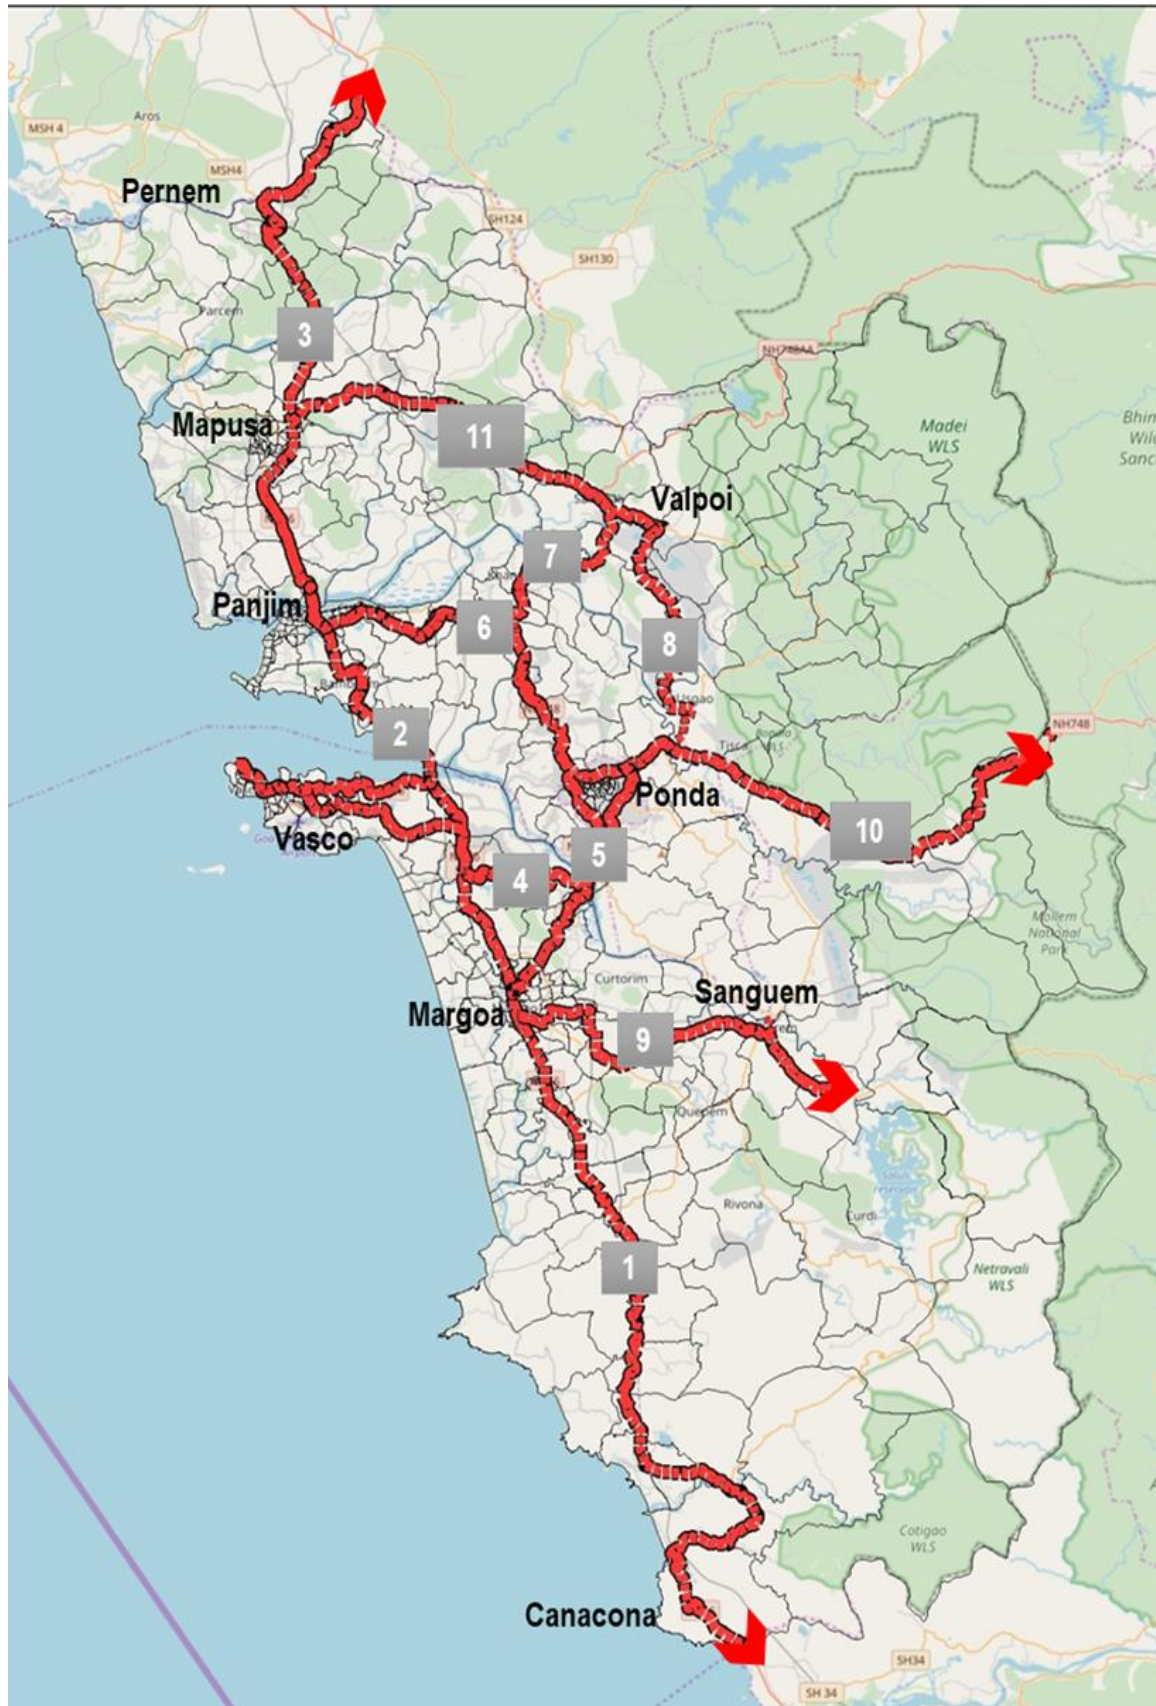 Aros
MSH 4
MSH4
Pernem
SH124
SH130
Parcem
3
NH748AA
Mapusa
11
Madei
WLS
Valpoi
7
Panjim
6
8
Usgao
NH748
2
Tisca
Vasco
Ponda
10
5
4
Mollem
National
Park
Curtorim
Sanguem
Margoa
9
Quepem
Rivona
Curdi
1
Netravali
WLS
Cotigao
WLS
Canacona
SH34
SH 34